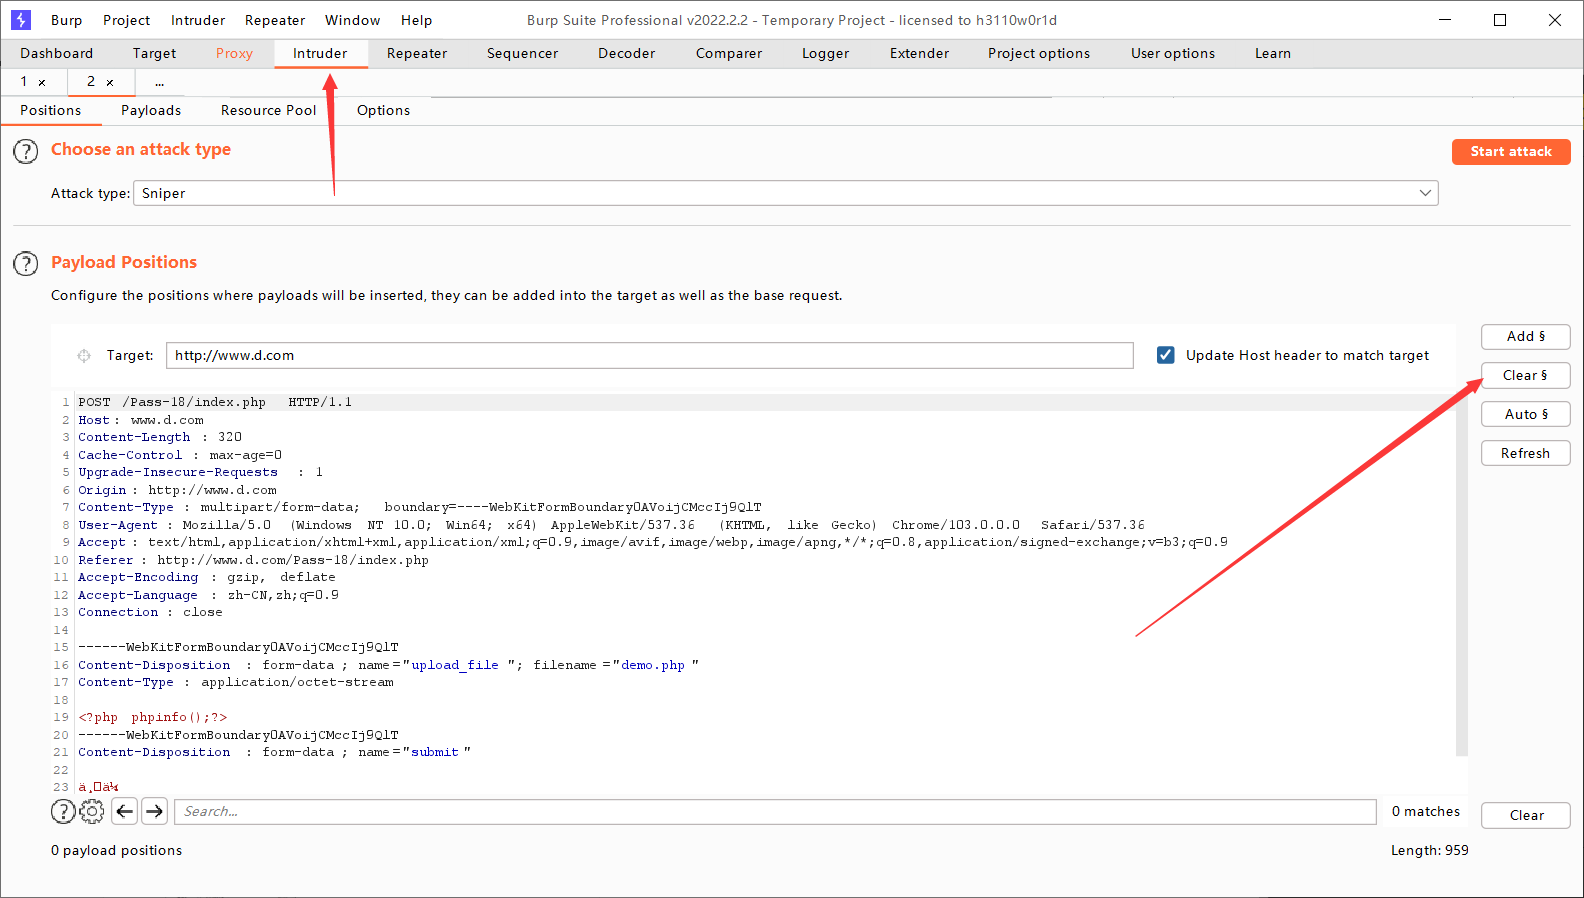 Burp Project Intruder Repeater Window Help Burp Suite Professional v2022.2.2 - Temporary Project - licensed to h3110w0r1d
Dashboard Target Proxy Intruder Repeater Sequencer Decoder Comparer Logger Extender Project options User options Learn
1 × 2 × ...
Positions Payloads Resource Pool Options
? Choose an attack type Start attack
Attack type: Sniper
? Payload Positions
Configure the positions where payloads will be inserted, they can be added into the target as well as the base request.
Add §
Target: http://www.d.com Update Host header to match target
Clear §
Auto §
Refresh
1 POST /Pass-18/index.php HTTP/1.1
2 Host: www.d.com
3 Content-Length : 320
4 Cache-Control : max-age=0
5 Upgrade-Insecure-Requests : 1
6 Origin : http://www.d.com
7 Content-Type : multipart/form-data; boundary=----WebKitFormBoundaryOAVoijCMccIj9QlT
8 User-Agent : Mozilla/5.0 (Windows NT 10.0; Win64; x64) AppleWebKit/537.36 (KHTML, like Gecko) Chrome/103.0.0.0 Safari/537.36
9 Accept : text/html,application/xhtml+xml,application/xml;q=0.9,image/avif,image/webp,image/apng,*/*;q=0.8,application/signed-exchange;v=b3;q=0.9
10 Referer : http://www.d.com/Pass-18/index.php
11 Accept-Encoding : gzip, deflate
12 Accept-Language : zh-CN,zh;q=0.9
13 Connection : close
14
15 ------WebKitFormBoundaryOAVoijCMccIj9QlT
16 Content-Disposition : form-data ; name ="upload_file "; filename ="demo.php "
17 Content-Type : application/octet-stream
18
19 <?php phpinfo();?>
20 ------WebKitFormBoundaryOAVoijCMccIj9QlT
21 Content-Disposition : form-data ; name ="submit "
22
23
? Search... 0 matches Clear
0 payload positions Length: 959